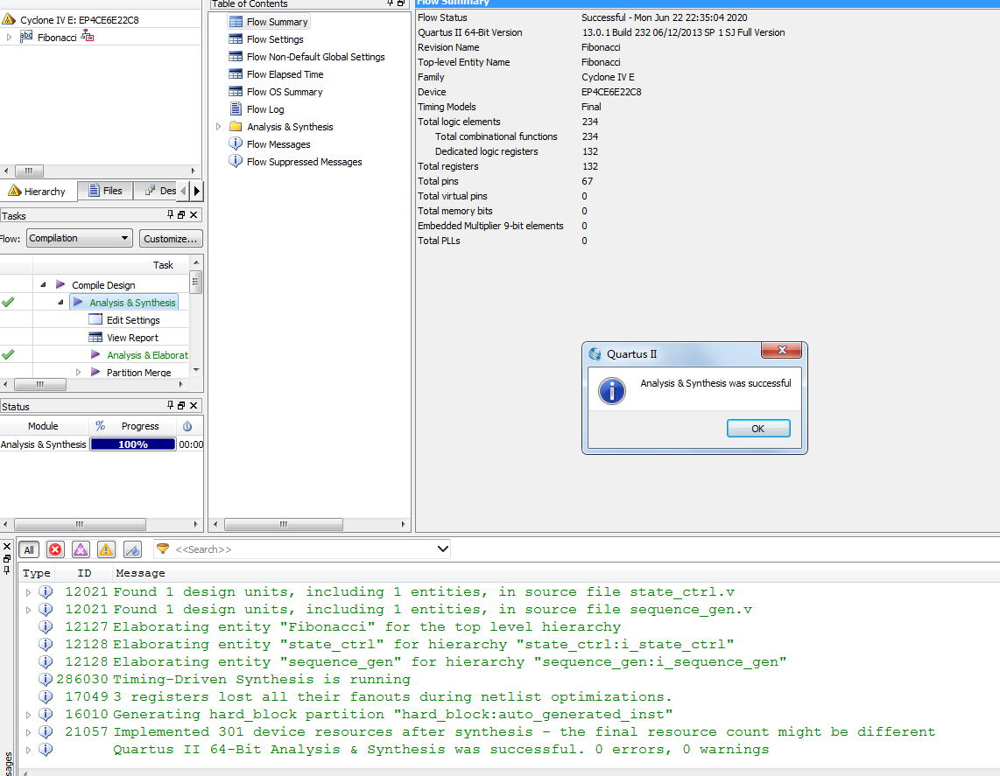 Cyclone IV E: EP4CE6E22C8
abc Fibonacci
Hierarchy Files Des
Tasks
Flow: Compilation Customize...
Task
Compile Design
Analysis & Synthesis
Edit Settings
View Report
Analysis & Elaborat
Partition Merge
Status
Module % Progress
Analysis & Synthesis 100% 00:00
Table of Contents
Flow Summary
Flow Settings
Flow Non-Default Global Settings
Flow Elapsed Time
Flow OS Summary
Flow Log
Analysis & Synthesis
Flow Messages
Flow Suppressed Messages
Flow Summary
Flow Status Successful - Mon Jun 22 22:35:04 2020
Quartus II 64-Bit Version 13.0.1 Build 232 06/12/2013 SP 1 SJ Full Version
Revision Name Fibonacci
Top-level Entity Name Fibonacci
Family Cyclone IV E
Device EP4CE6E22C8
Timing Models Final
Total logic elements 234
Total combinational functions 234
Dedicated logic registers 132
Total registers 132
Total pins 67
Total virtual pins 0
Total memory bits 0
Embedded Multiplier 9-bit elements 0
Total PLLs 0
Quartus II
Analysis & Synthesis was successful
OK
All <<Search>>
Type ID Message
12021 Found 1 design units, including 1 entities, in source file state_ctrl.v
12021 Found 1 design units, including 1 entities, in source file sequence_gen.v
12127 Elaborating entity "Fibonacci" for the top level hierarchy
12128 Elaborating entity "state_ctrl" for hierarchy "state_ctrl:i_state_ctrl"
12128 Elaborating entity "sequence_gen" for hierarchy "sequence_gen:i_sequence_gen"
286030 Timing-Driven Synthesis is running
17049 3 registers lost all their fanouts during netlist optimizations.
16010 Generating hard_block partition "hard_block:auto_generated_inst"
21057 Implemented 301 device resources after synthesis - the final resource count might be different
Quartus II 64-Bit Analysis & Synthesis was successful. 0 errors, 0 warnings
sages